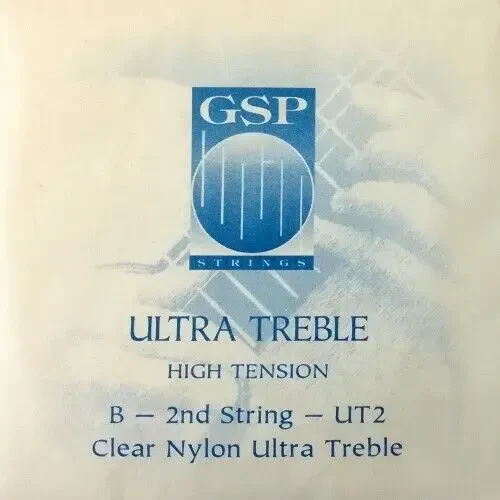 GSP
STRINGS
ULTRA TREBLE
HIGH TENSION
B — 2nd String — UT2
Clear Nylon Ultra Treble